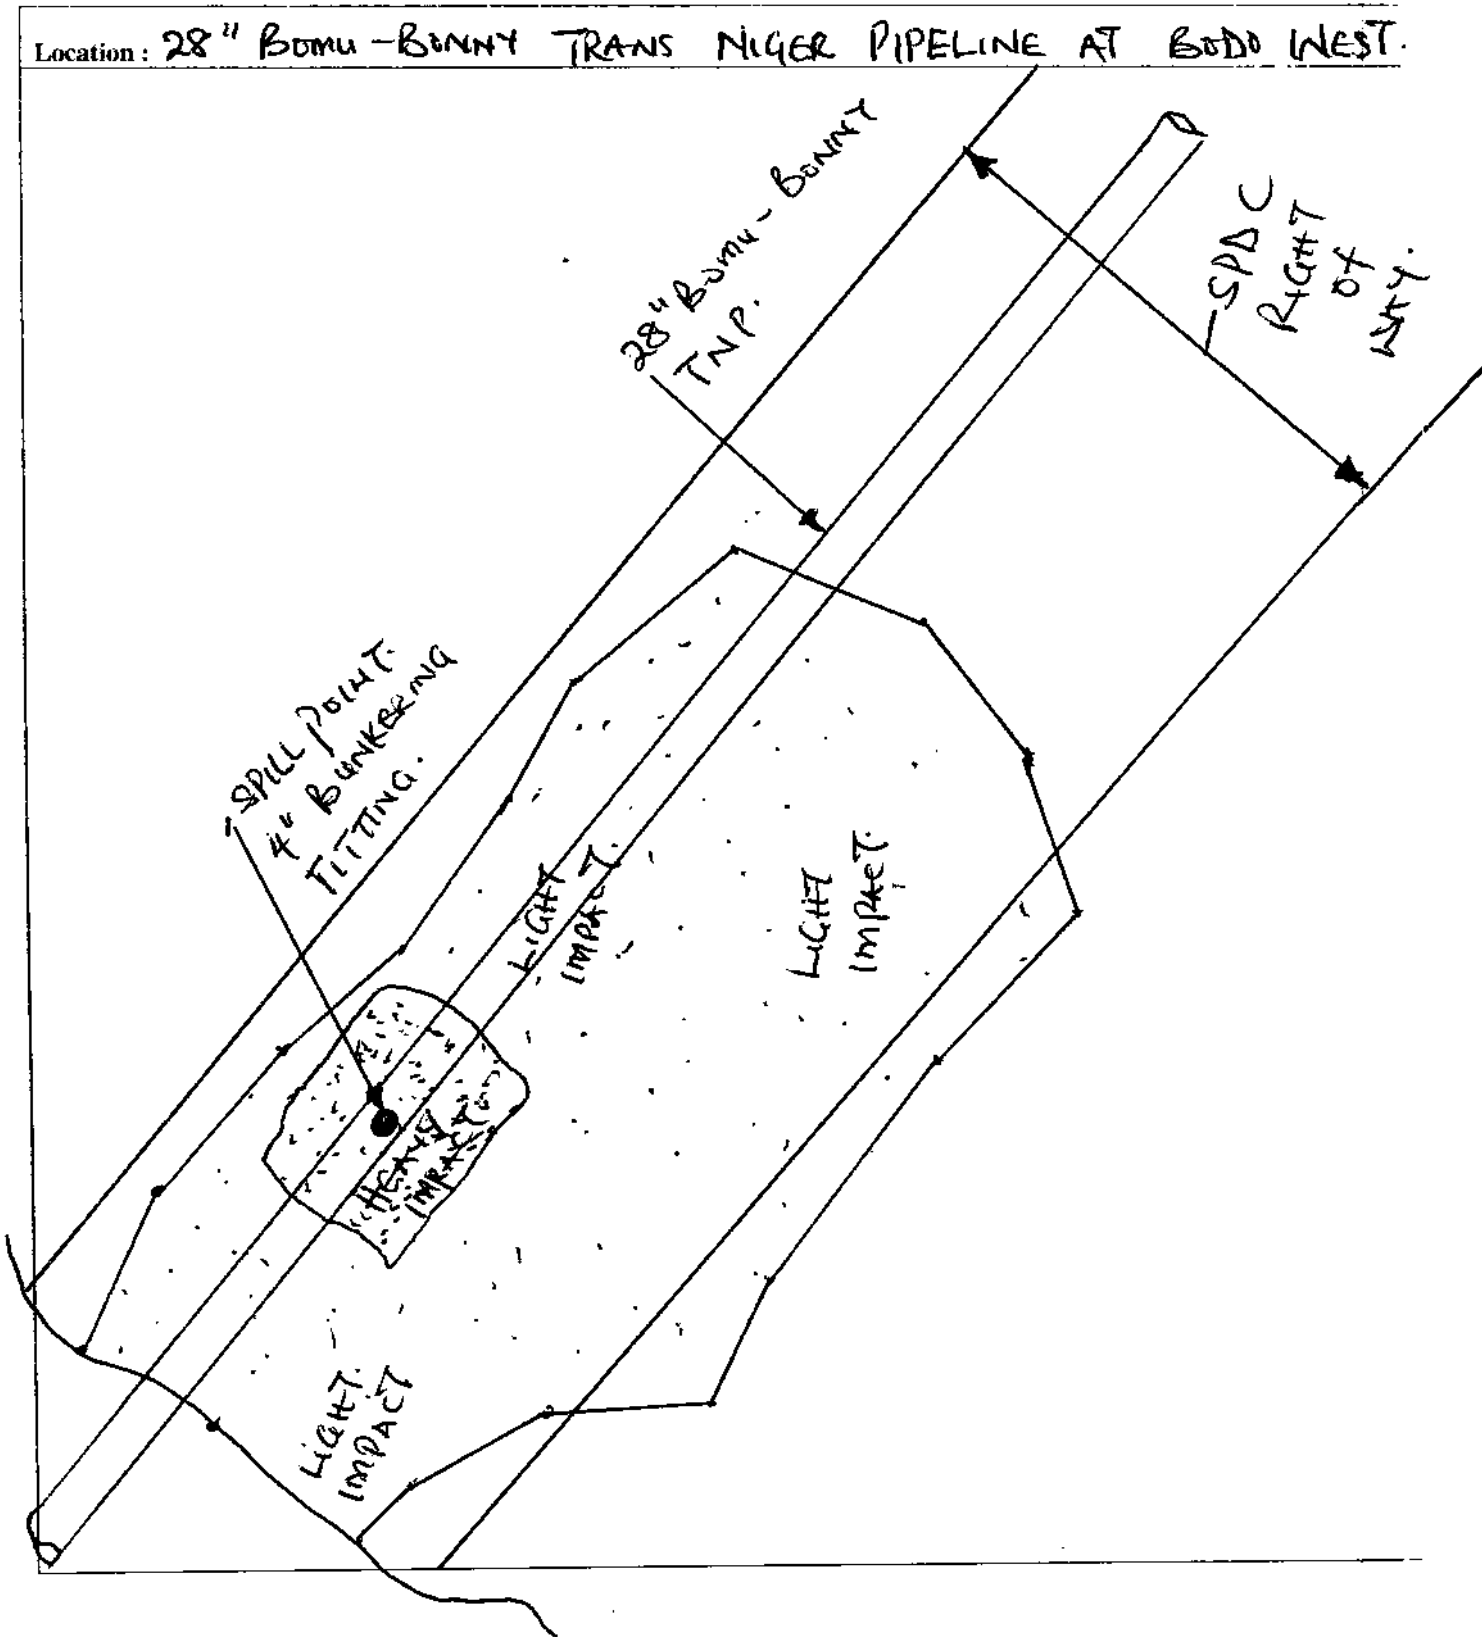 Location : 28" BOMU - BONNY TRANS NIGER PIPELINE AT BODO WEST.
28" BOMU - BONNY
TNP.
SPDC
RIGHT
OF
WAY.
SPILL POINT.
4" BUNKERING
FITTING.
LIGHT
IMPACT.
LIGHT
IMPACT.
HEAVY
IMPACT
LIGHT.
IMPACT